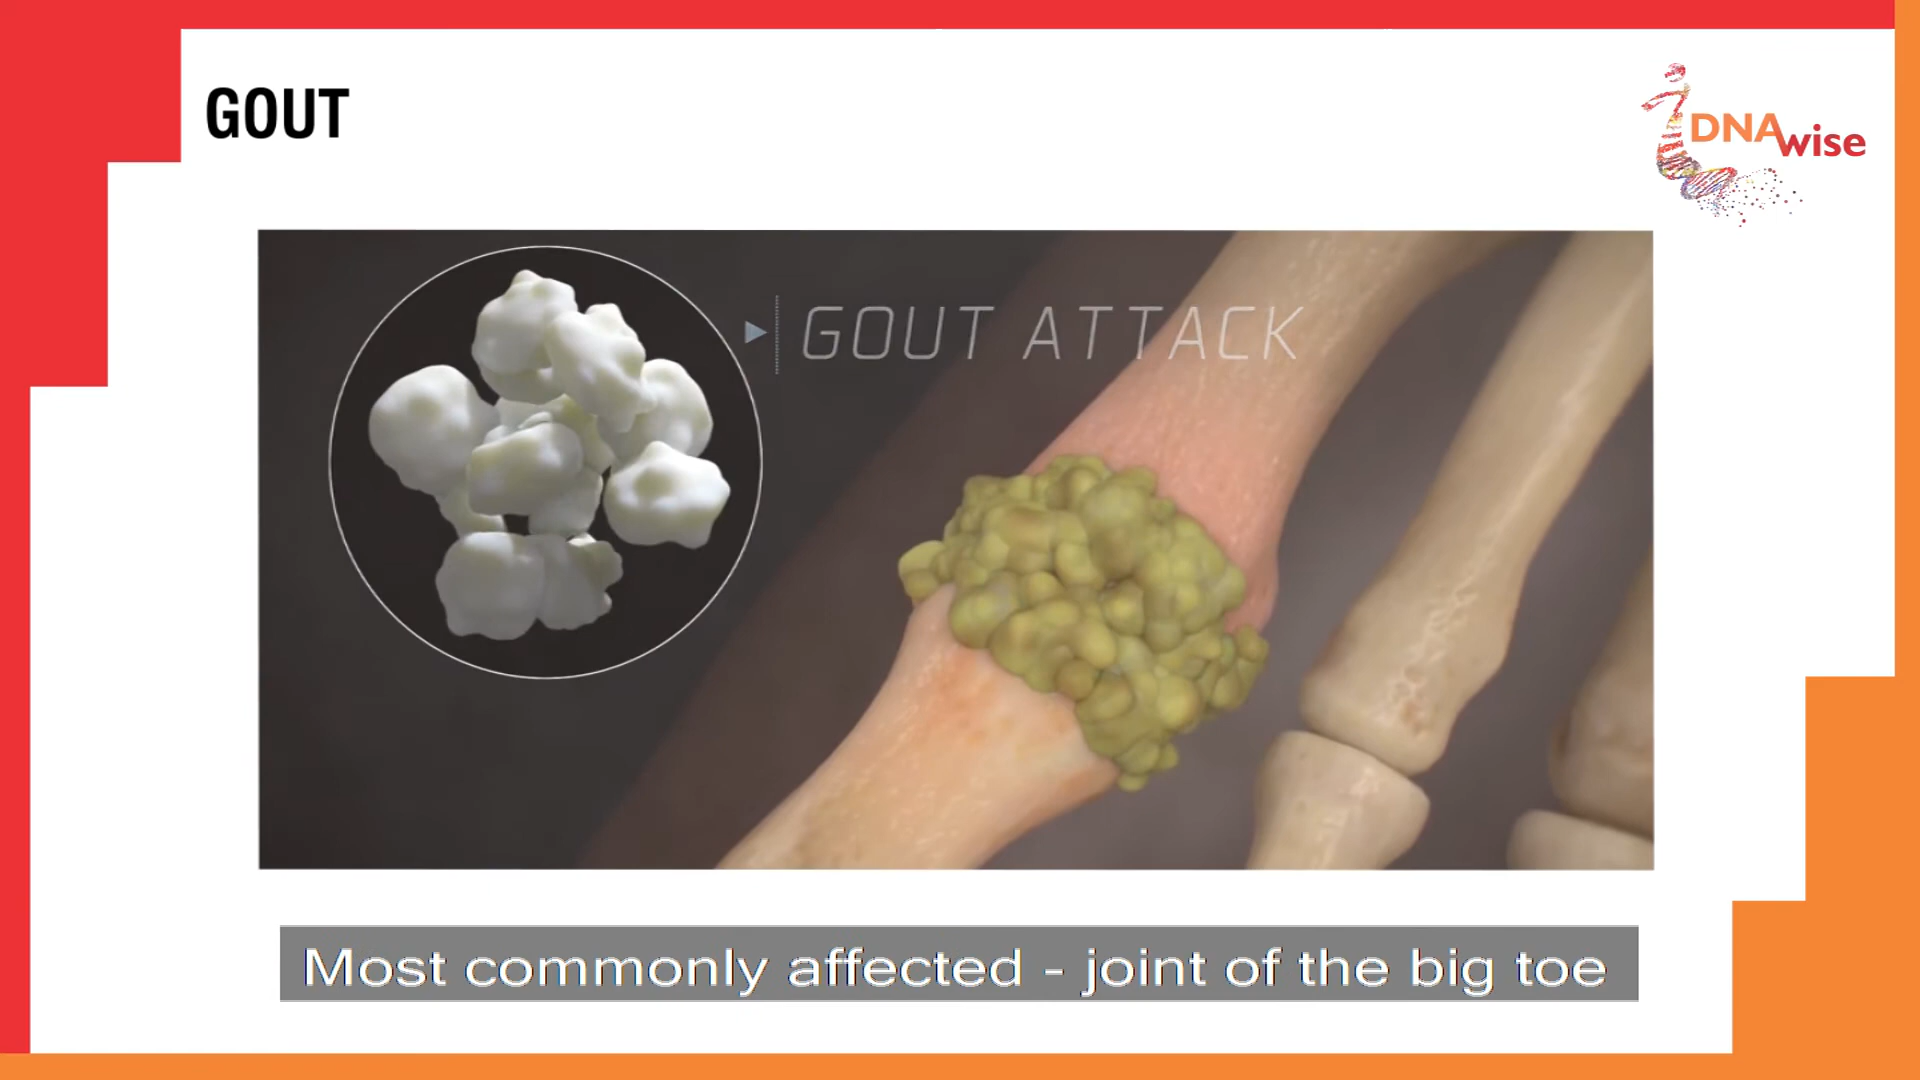 GOUT
DNAwise
GOUT ATTACK
Most commonly affected - joint of the big toe